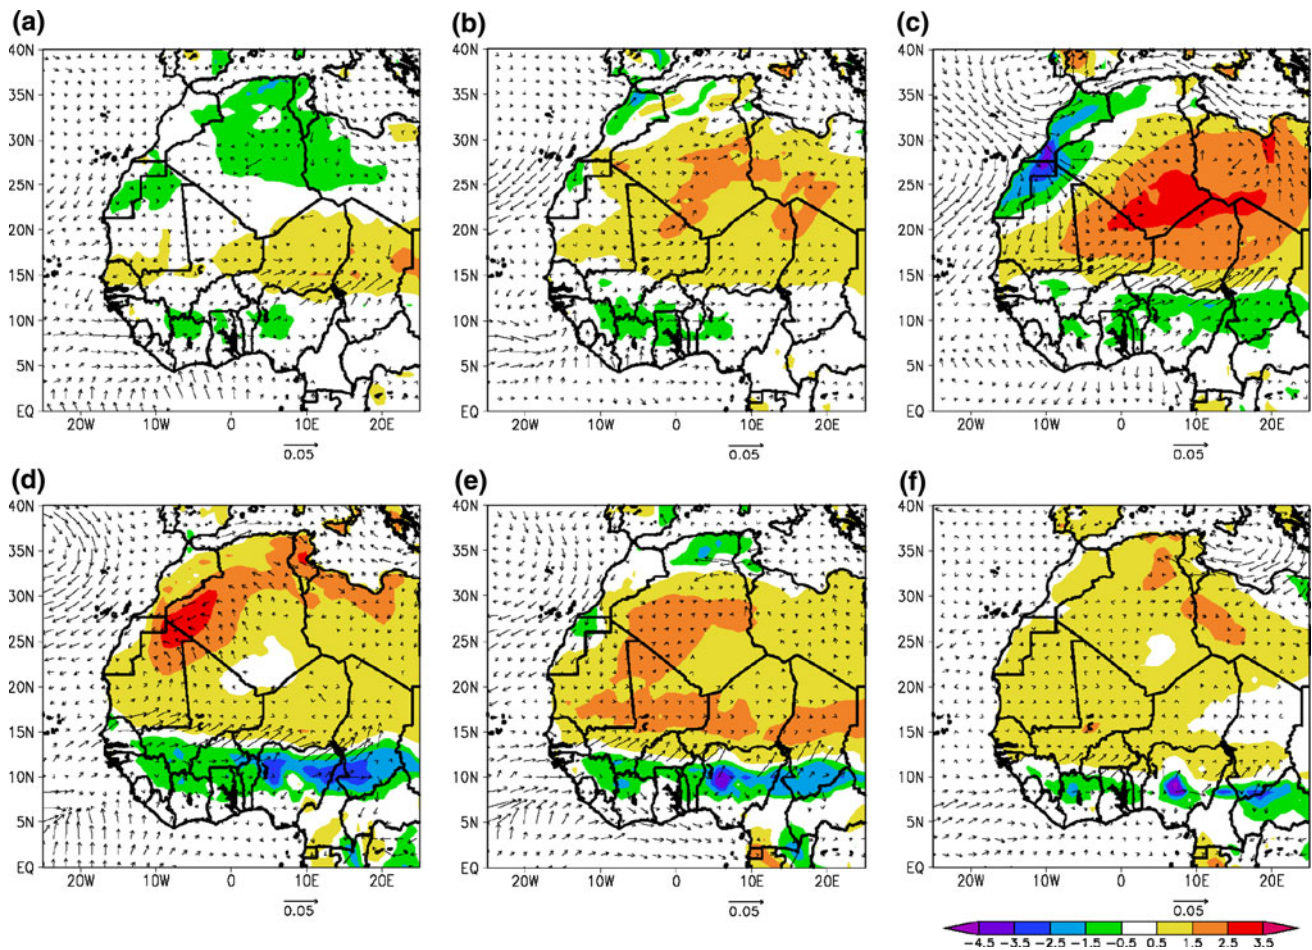 (a) (b) (c)
40N 40N 40N
35N 35N 35N
30N 30N 30N
25N 25N 25N
20N 20N 20N
15N 15N 15N
10N 10N 10N
5N 5N 5N
EQ EQ EQ
20W 10W 0 10E 20E 20W 10W 0 10E 20E 20W 10W 0 10E 20E
0.05 0.05 0.05
(d) (e) (f)
40N 40N 40N
35N 35N 35N
30N 30N 30N
25N 25N 25N
20N 20N 20N
15N 15N 15N
10N 10N 10N
5N 5N 5N
EQ EQ EQ
20W 10W 0 10E 20E 20W 10W 0 10E 20E 20W 10W 0 10E 20E
0.05 0.05 0.05
-4.5 -3.5 -2.5 -1.5 -0.5 0.5 1.5 2.5 3.5